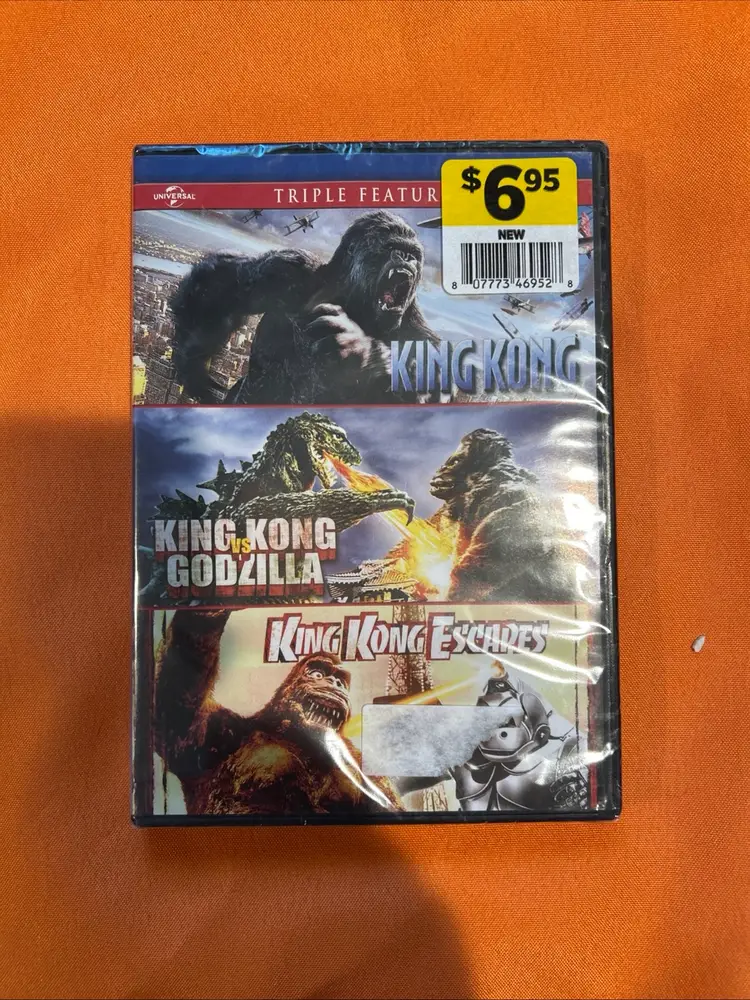 UNIVERSAL
TRIPLE FEATUR
$6.95
NEW
8 07773 46952 8
KING KONG
KING KONG
VS
GODZILLA
KING KONG ESCAPES